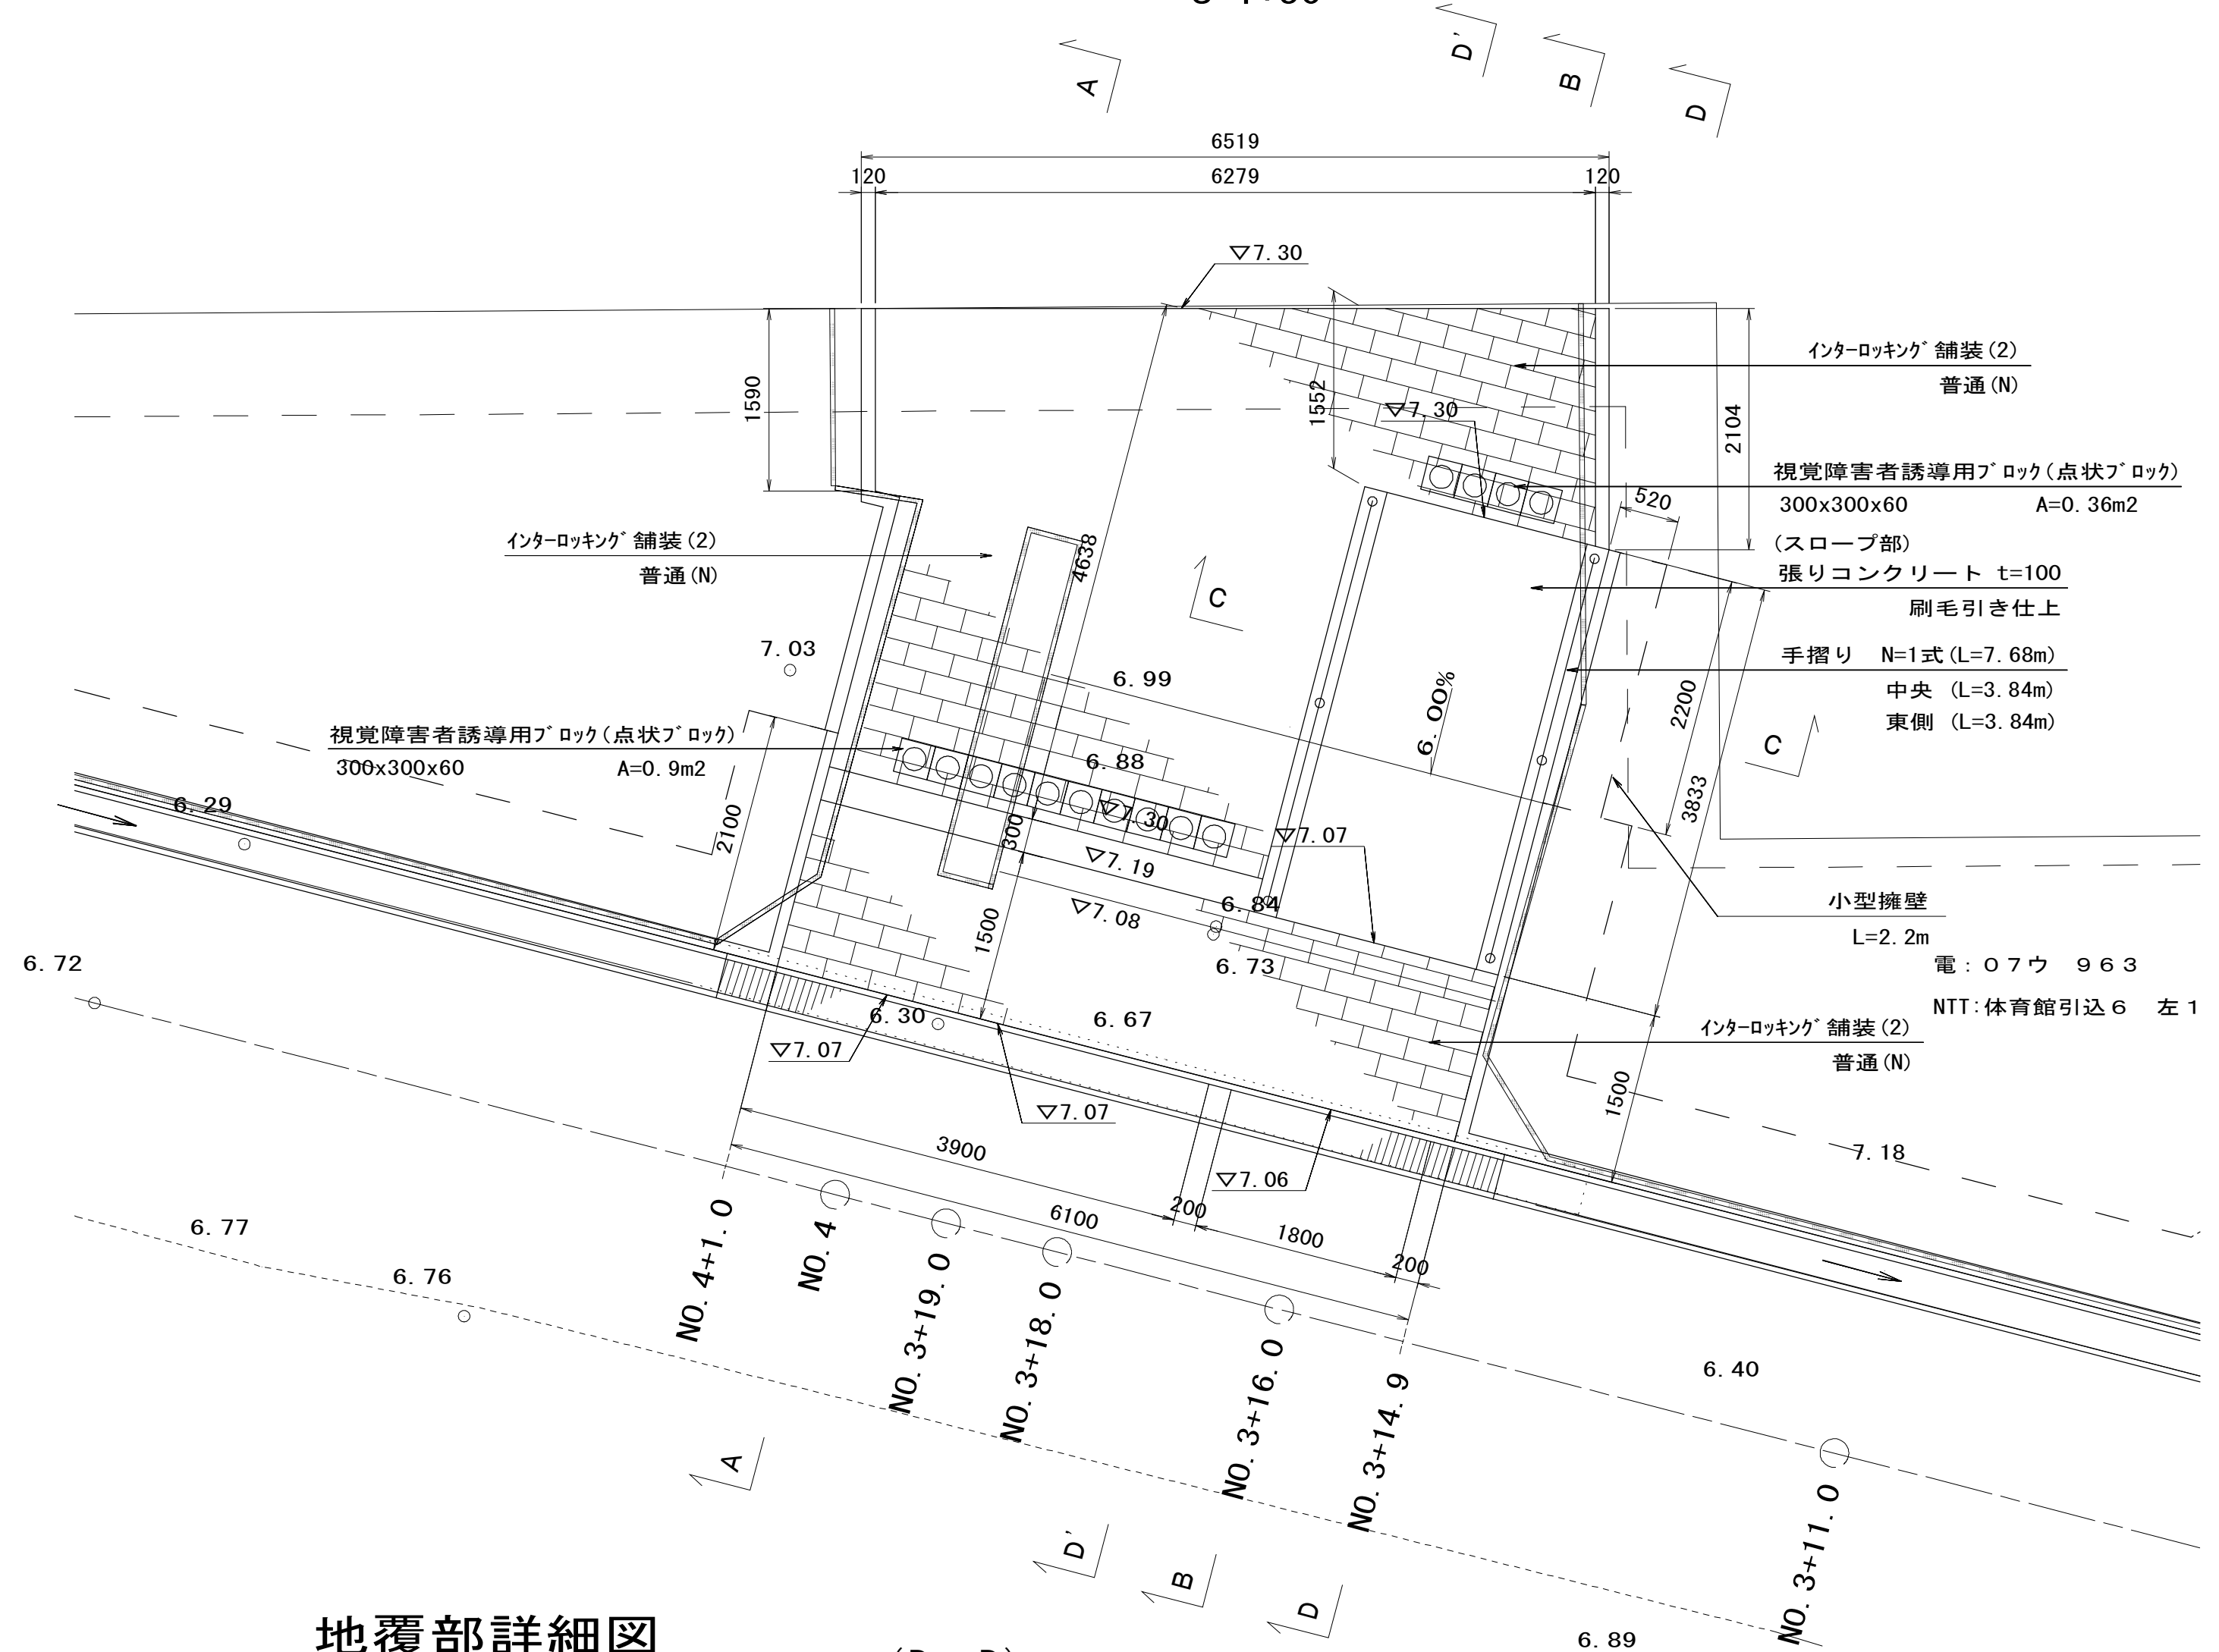 D'
B
D
A
6519
120
6279
120
▽7.30
インターロッキング舗装(2)
普通(N)
1590
1552
▽7.30
2104
視覚障害者誘導用ブロック(点状ブロック)
300x300x60 A=0.36m2
520
(スロープ部)
張りコンクリート t=100
刷毛引き仕上
インターロッキング舗装(2)
普通(N)
4638
C
7.03
6.99
6.00%
手摺り N=1式(L=7.68m)
中央 (L=3.84m)
東側 (L=3.84m)
2200
C
3833
視覚障害者誘導用ブロック(点状ブロック)
300x300x60 A=0.9m2
6.88
▽7.30
6.29
2100
300
▽7.19
▽7.07
▽7.08
6.84
1500
小型擁壁
L=2.2m
6.72
6.73
電:07ウ 963
NTT:体育館引込6 左1
6.30
6.67
▽7.07
インターロッキング舗装(2)
普通(N)
▽7.07
1500
3900
7.18
▽7.06
200
6100
1800
200
6.77
6.76
NO.4+1.0
NO.4
NO.3+19.0
NO.3+18.0
NO.3+16.0
NO.3+14.9
6.40
NO.3+11.0
A
D'
B
D
地覆部詳細図
6.89